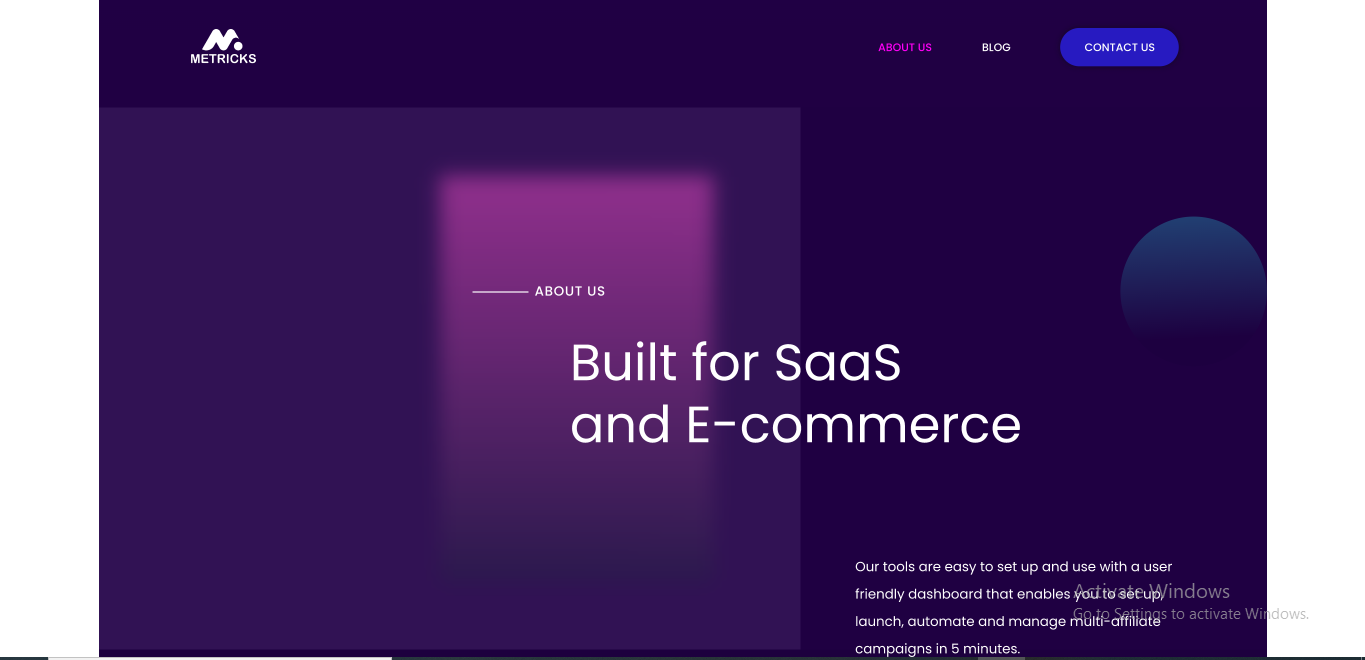 METRICKS
ABOUT US
BLOG
CONTACT US
ABOUT US
Built for SaaS
and E-commerce
Our tools are easy to set up and use with a user
friendly dashboard that enables you to set up,
launch, automate and manage multi-affiliate
campaigns in 5 minutes.
Activate Windows
Go to Settings to activate Windows.